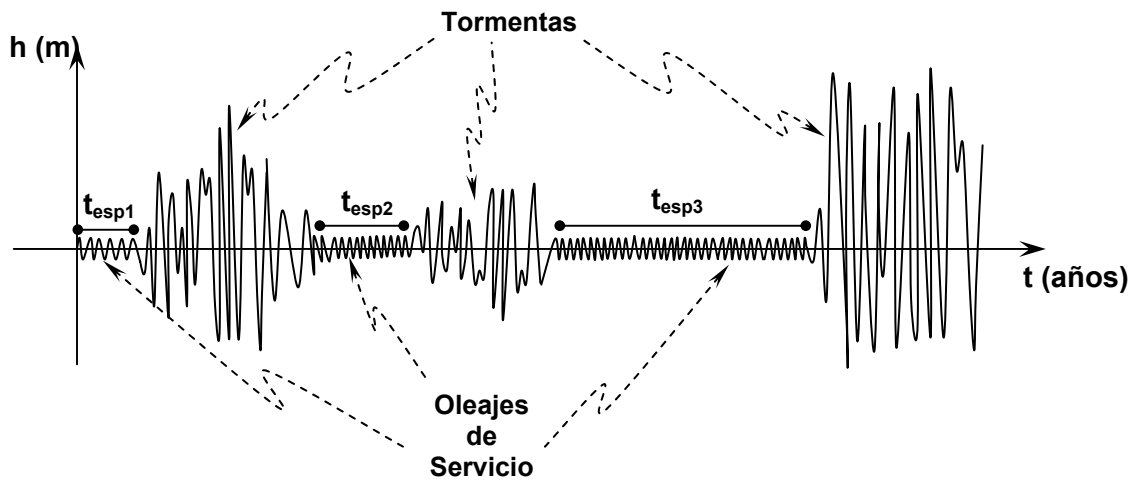 Tormentas
h (m)
tesp1
tesp2
tesp3
t (años)
Oleajes
de
Servicio